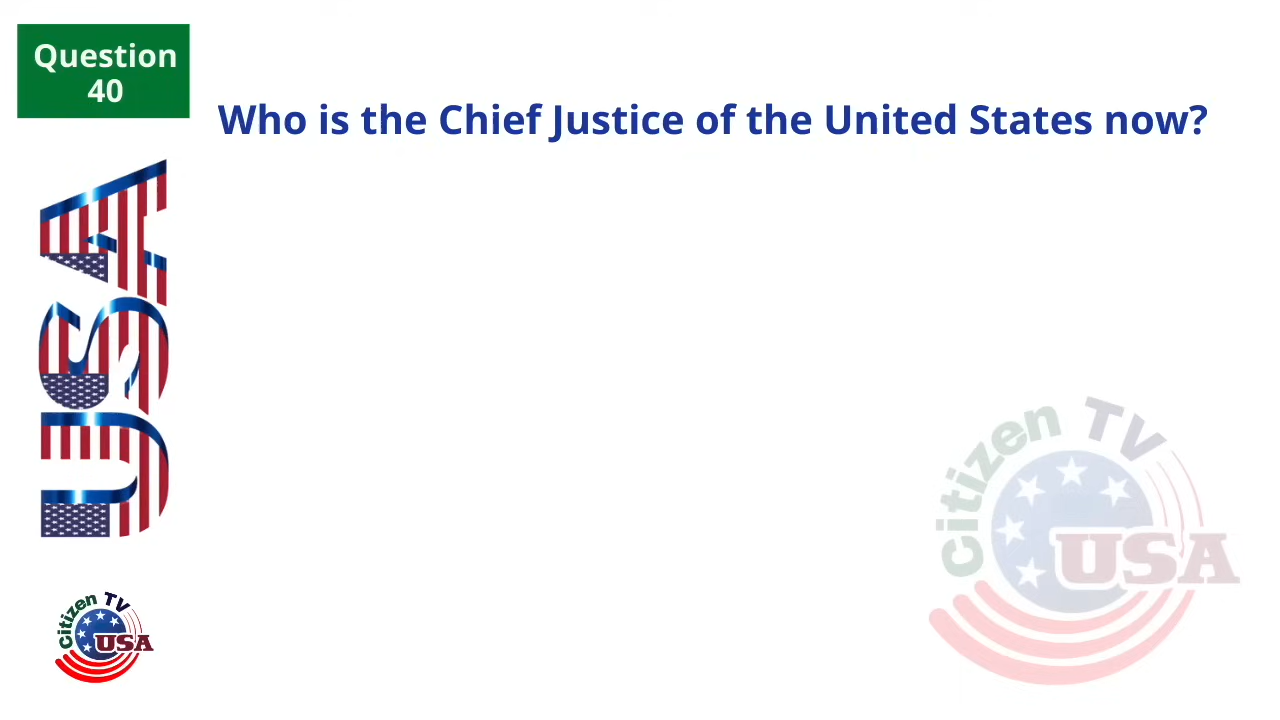 Question
40
Who is the Chief Justice of the United States now?
USA
Citizen TV
USA
Citizen TV
USA